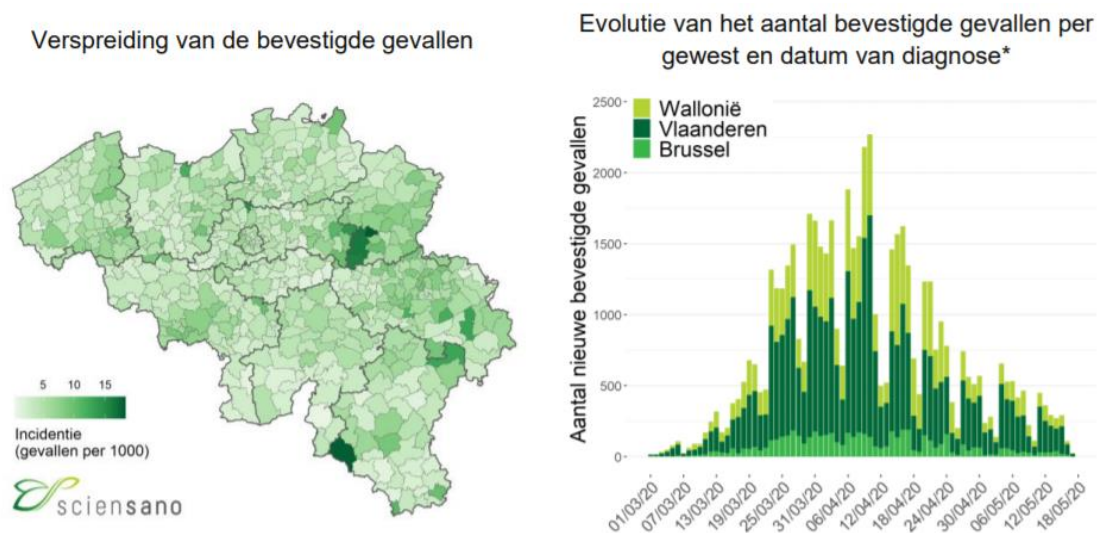 Verspreiding van de bevestigde gevallen
5 10 15
Incidentie
(gevallen per 1000)
sciensano
Evolutie van het aantal bevestigde gevallen per
gewest en datum van diagnose*
Aantal nieuwe bevestigde gevallen
2500
2000
1500
1000
500
0
Wallonië
Vlaanderen
Brussel
01/03/20
07/03/20
13/03/20
19/03/20
25/03/20
31/03/20
06/04/20
12/04/20
18/04/20
24/04/20
30/04/20
06/05/20
12/05/20
18/05/20